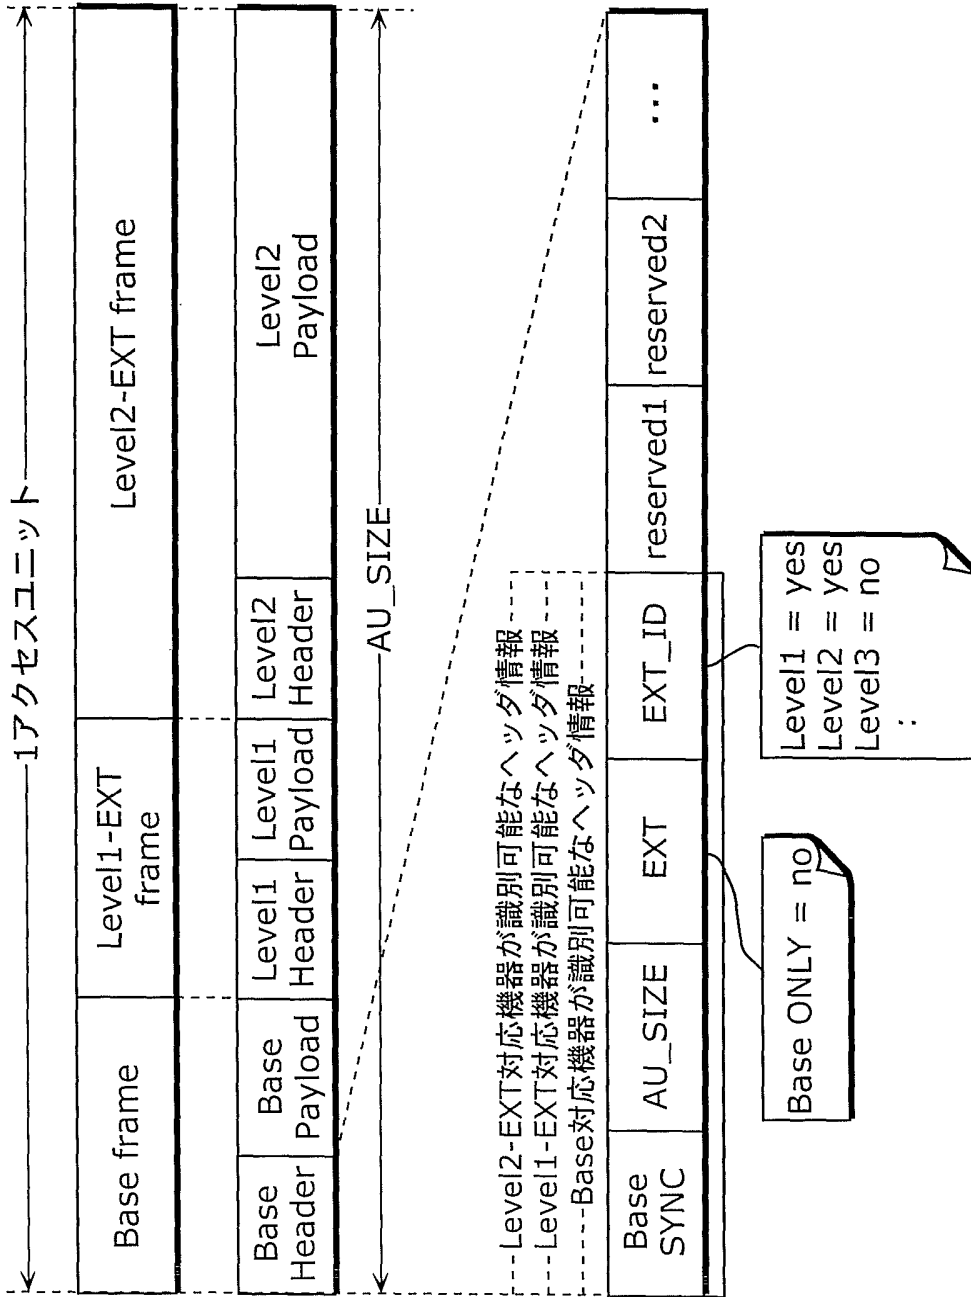 1アクセスユニット
Base frame
Level1-EXT
frame
Level2-EXT frame
Base
Header
Base
Payload
Level1
Header
Level1
Payload
Level2
Header
Level2
Payload
AU_SIZE
Level2-EXT対応機器が識別可能なヘッダ情報
Level1-EXT対応機器が識別可能なヘッダ情報
Base対応機器が識別可能なヘッダ情報
Base
SYNC
AU_SIZE
EXT
EXT_ID
reserved1
reserved2
...
Base ONLY = no
Level1 = yes
Level2 = yes
Level3 = no
: